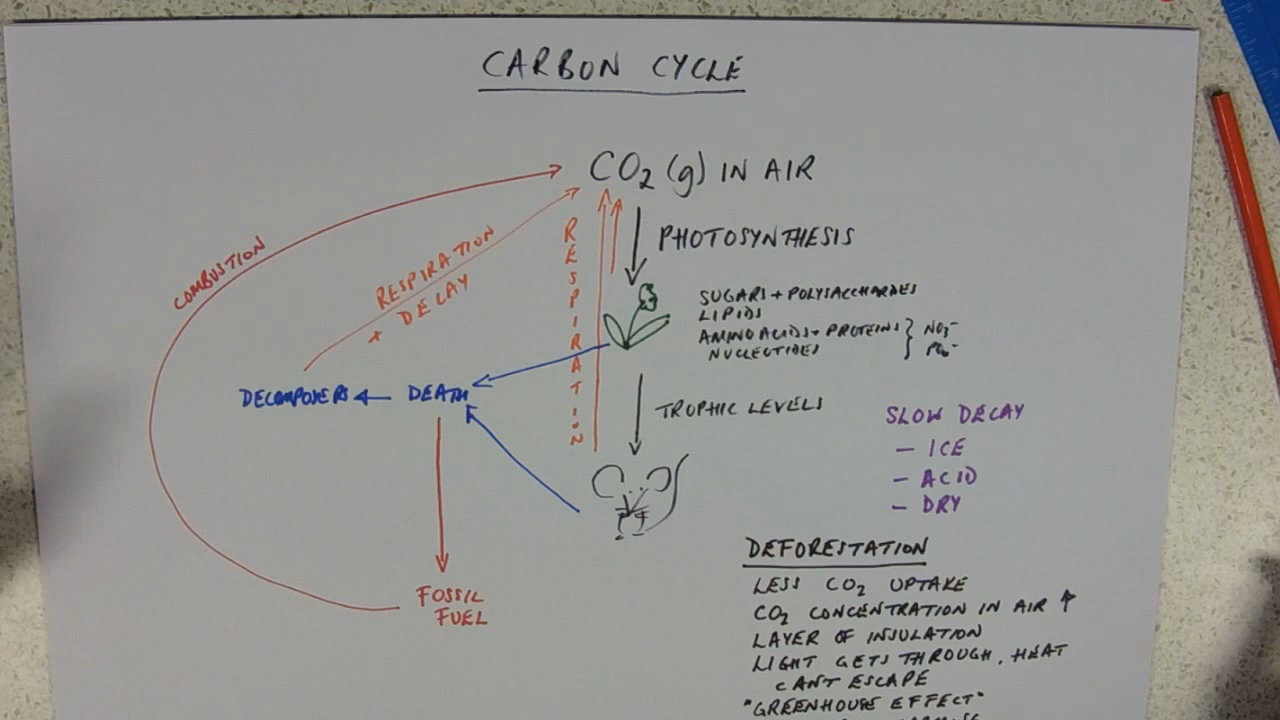 CARBON CYCLE
CO2 (g) IN AIR
PHOTOSYNTHESIS
COMBUSTION
RESPIRATION
+ DECAY
RESPIRATION
SUGARS + POLYSACCHARIDES
LIPIDS
AMINO ACIDS + PROTEINS } NO3-
NUCLEOTIDES
DECOMPOSERS
DEATH
TROPHIC LEVELS
SLOW DECAY
- ICE
- ACID
- DRY
FOSSIL
FUEL
DEFORESTATION
LESS CO2 UPTAKE
CO2 CONCENTRATION IN AIR ↑
LAYER OF INSULATION
LIGHT GETS THROUGH, HEAT
CANT ESCAPE
"GREENHOUSE EFFECT"